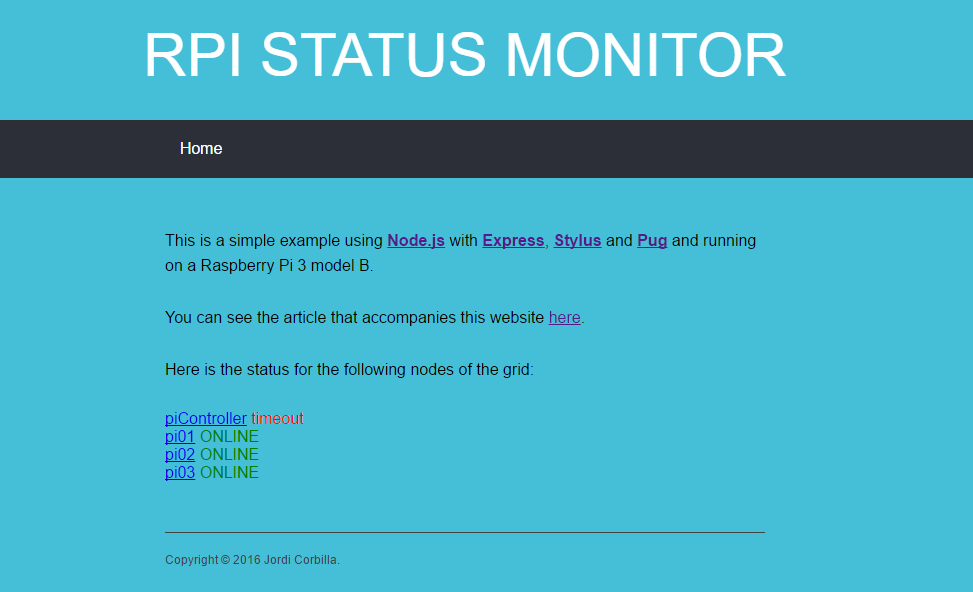 RPI STATUS MONITOR
Home
This is a simple example using Node.js with Express, Stylus and Pug and running
on a Raspberry Pi 3 model B.
You can see the article that accompanies this website here.
Here is the status for the following nodes of the grid:
piController timeout
pi01 ONLINE
pi02 ONLINE
pi03 ONLINE
Copyright © 2016 Jordi Corbilla.